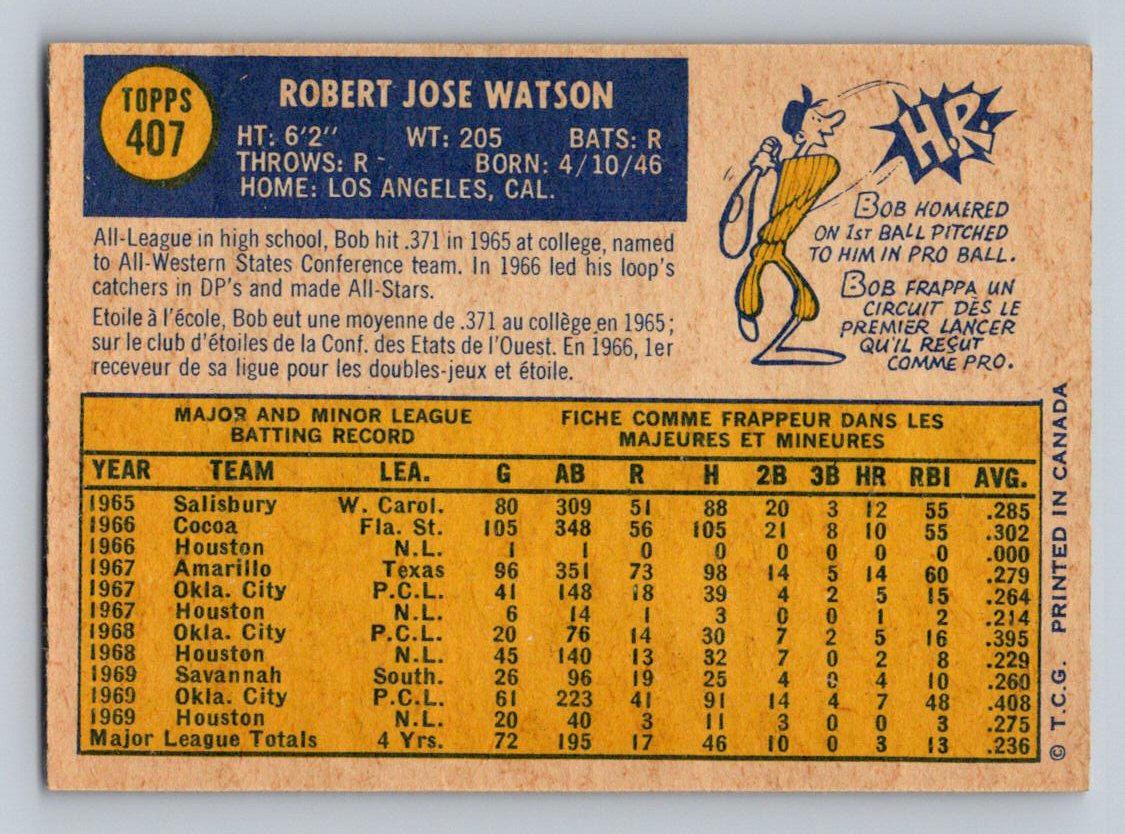 TOPPS
407
ROBERT JOSE WATSON
HT: 6'2" WT: 205 BATS: R
THROWS: R BORN: 4/10/46
HOME: LOS ANGELES, CAL.
All-League in high school, Bob hit .371 in 1965 at college, named
to All-Western States Conference team. In 1966 led his loop's
catchers in DP's and made All-Stars.
Etoile à l'école, Bob eut une moyenne de .371 au collège en 1965;
sur le club d'étoiles de la Conf. des Etats de l'Ouest. En 1966, 1er
receveur de sa ligue pour les doubles-jeux et étoile.
H.R.
BOB HOMERED
ON 1ST BALL PITCHED
TO HIM IN PRO BALL.
BOB FRAPPA UN
CIRCUIT DÈS LE
PREMIER LANCER
QU'IL REÇUT
COMME PRO.
MAJOR AND MINOR LEAGUE
BATTING RECORD
FICHE COMME FRAPPEUR DANS LES
MAJEURES ET MINEURES
YEAR TEAM LEA. G AB R H 2B 3B HR RBI AVG.
1965 Salisbury W. Carol. 80 309 51 88 20 3 12 55 .285
1966 Cocoa Fla. St. 105 348 56 105 21 8 10 55 .302
1966 Houston N.L. 1 1 0 0 0 0 0 0 .000
1967 Amarillo Texas 96 351 73 98 14 5 14 60 .279
1967 Okla. City P.C.L. 41 148 18 39 4 2 5 15 .264
1967 Houston N.L. 6 14 1 3 0 0 1 2 .214
1968 Okla. City P.C.L. 20 76 14 30 7 2 5 16 .395
1968 Houston N.L. 45 140 13 32 7 0 2 8 .229
1969 Savannah South. 26 96 19 25 4 0 4 10 .260
1969 Okla. City P.C.L. 61 223 41 91 14 4 7 48 .408
1969 Houston N.L. 20 40 3 11 3 0 0 3 .275
Major League Totals 4 Yrs. 72 195 17 46 10 0 3 13 .236
© T.C.G. PRINTED IN CANADA